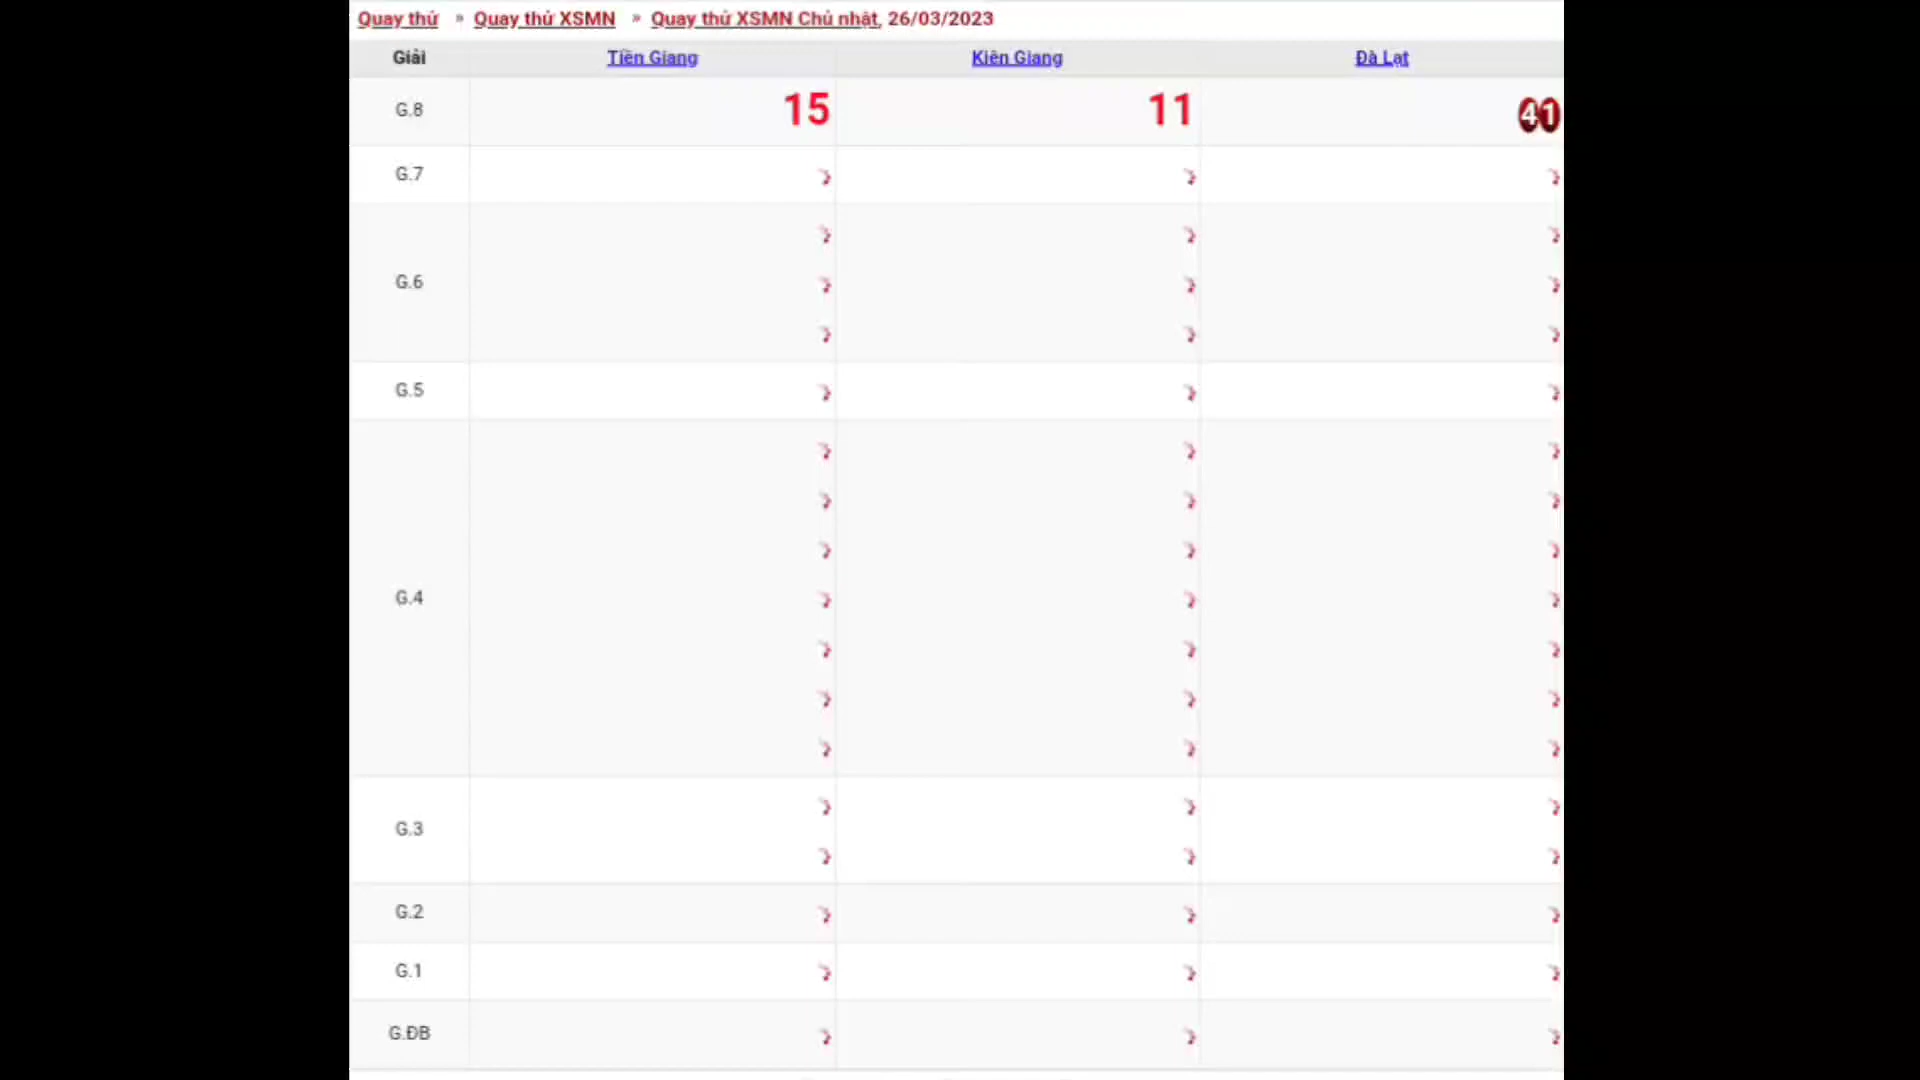 Quay thử » Quay thử XSMN » Quay thử XSMN Chủ nhật, 26/03/2023
Giải Tiền Giang Kiên Giang Đà Lạt
G.8 15 11 41
G.7
G.6
G.5
G.4
G.3
G.2
G.1
G.ĐB